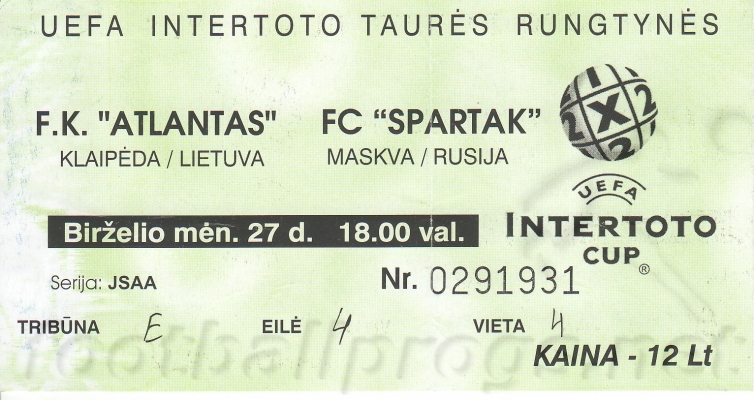 UEFA INTERTOTO TAURĖS RUNGTYNĖS
F.K. "ATLANTAS" FC “SPARTAK”
KLAIPĖDA / LIETUVA MASKVA / RUSIJA
1 2 X 2 2
UEFA
INTERTOTO
CUP®
Birželio mėn. 27 d. 18.00 val.
Serija: JSAA Nr. 0291931
TRIBŪNA E EILĖ 4 VIETA 4
KAINA - 12 Lt